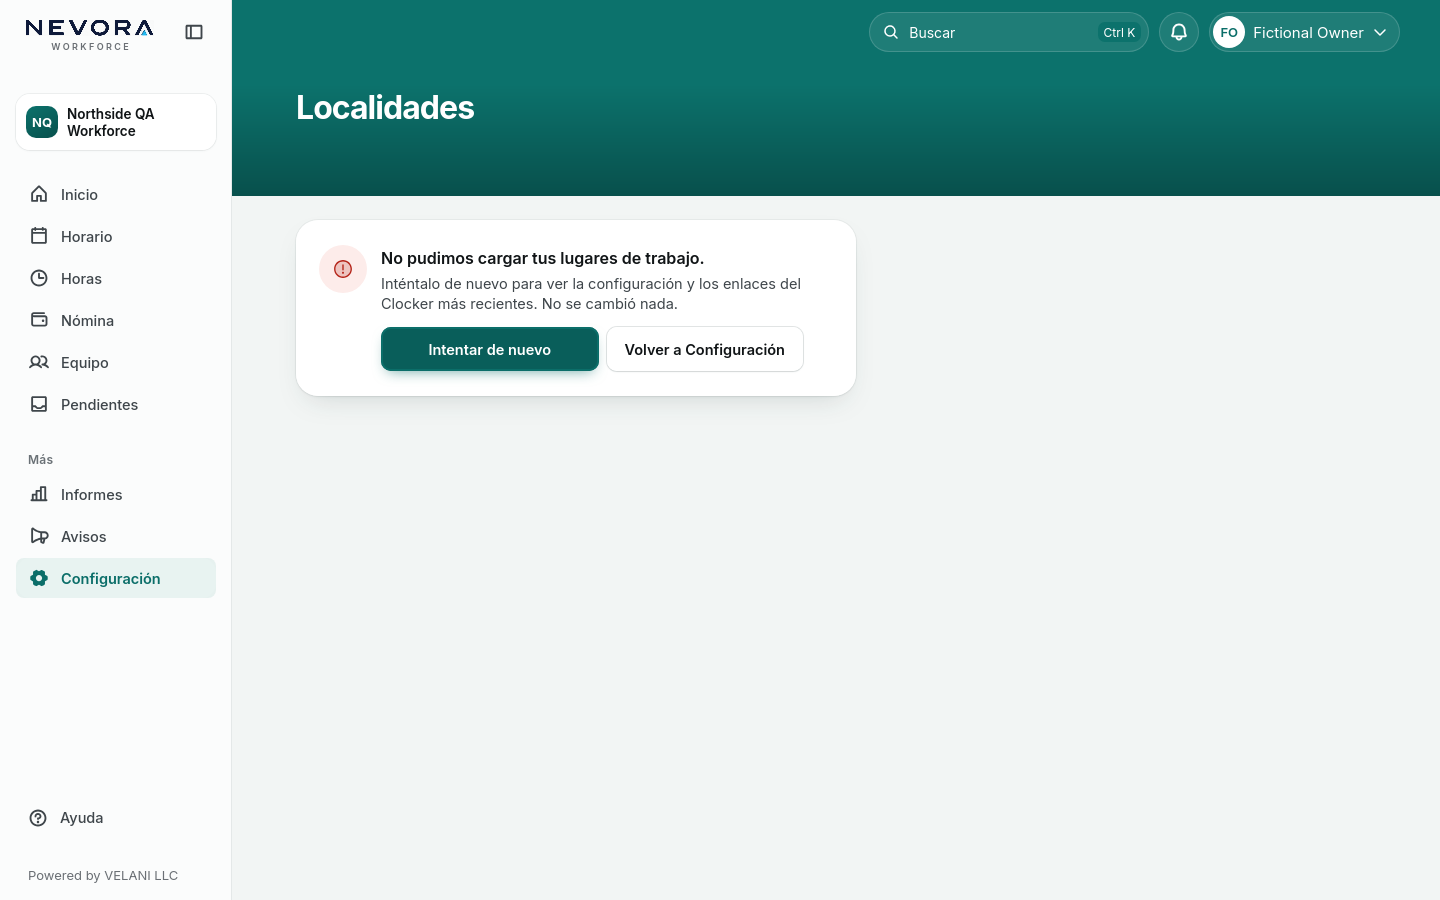 NEVORA
WORKFORCE
Buscar
Ctrl K
FO
Fictional Owner
NQ
Northside QA
Workforce
Localidades
Inicio
Horario
Horas
Nómina
Equipo
Pendientes
Más
Informes
Avisos
Configuración
No pudimos cargar tus lugares de trabajo.
Inténtalo de nuevo para ver la configuración y los enlaces del
Clocker más recientes. No se cambió nada.
Intentar de nuevo
Volver a Configuración
Ayuda
Powered by VELANI LLC